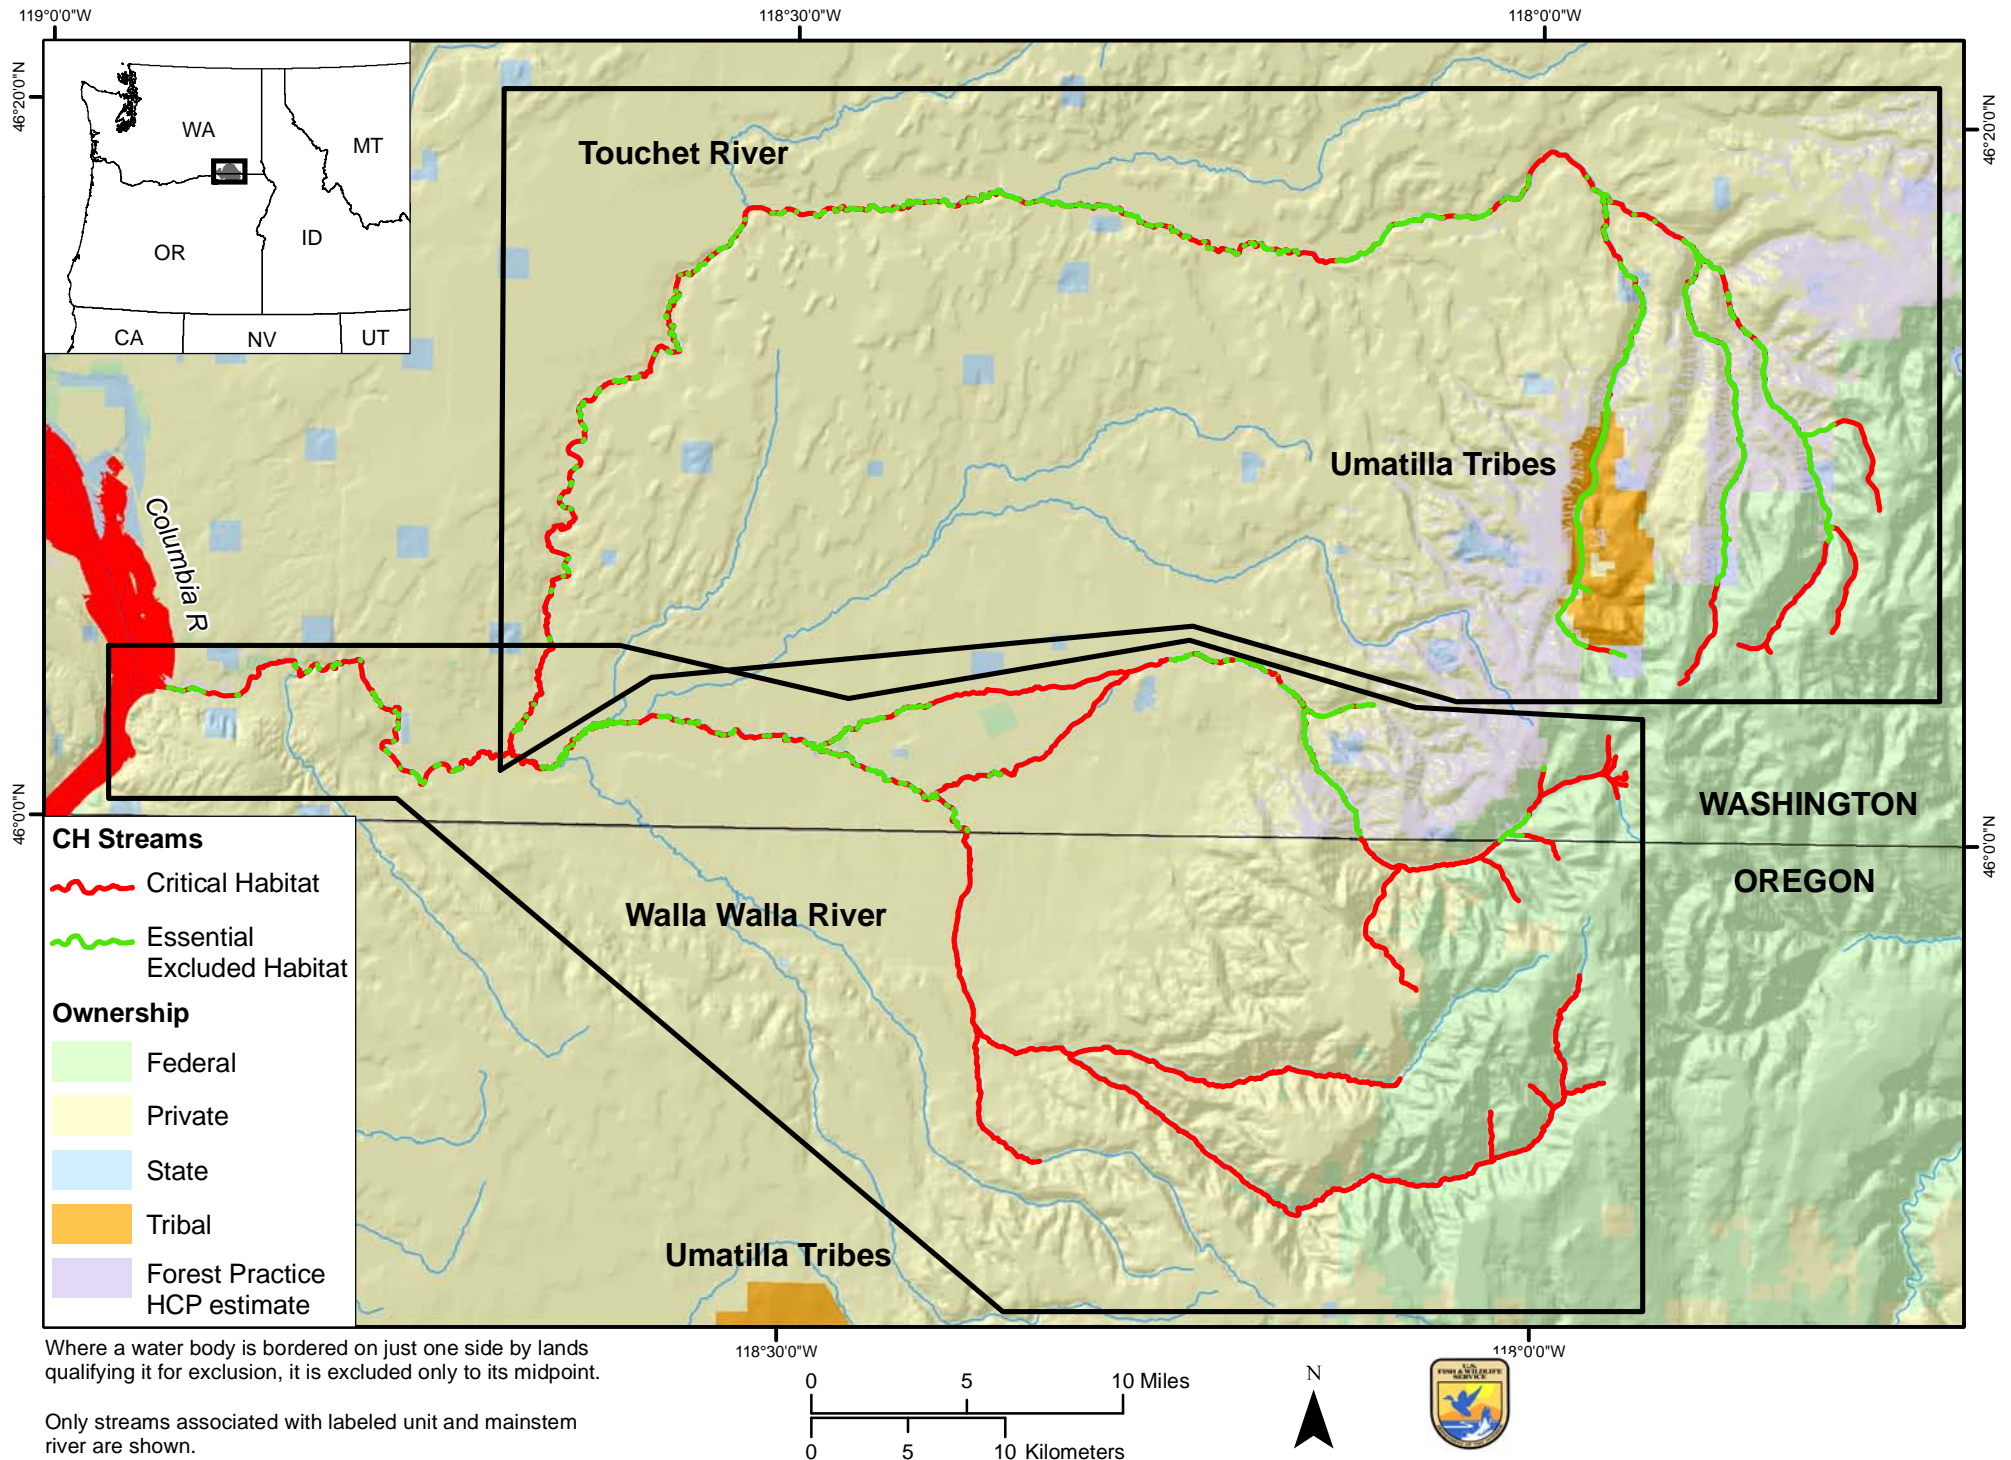 119°0'0"W
118°30'0"W
118°0'0"W
46°20'0"N
46°20'0"N
WA
MT
OR
ID
CA
NV
UT
Touchet River
Umatilla Tribes
Columbia R
46°0'0"N
46°0'0"N
WASHINGTON
OREGON
Walla Walla River
Umatilla Tribes
CH Streams
Critical Habitat
Essential
Excluded Habitat
Ownership
Federal
Private
State
Tribal
Forest Practice
HCP estimate
118°30'0"W
118°0'0"W
Where a water body is bordered on just one side by lands
qualifying it for exclusion, it is excluded only to its midpoint.
Only streams associated with labeled unit and mainstem
river are shown.
0 5 10 Miles
0 5 10 Kilometers
N
U.S.
FISH & WILDLIFE
SERVICE